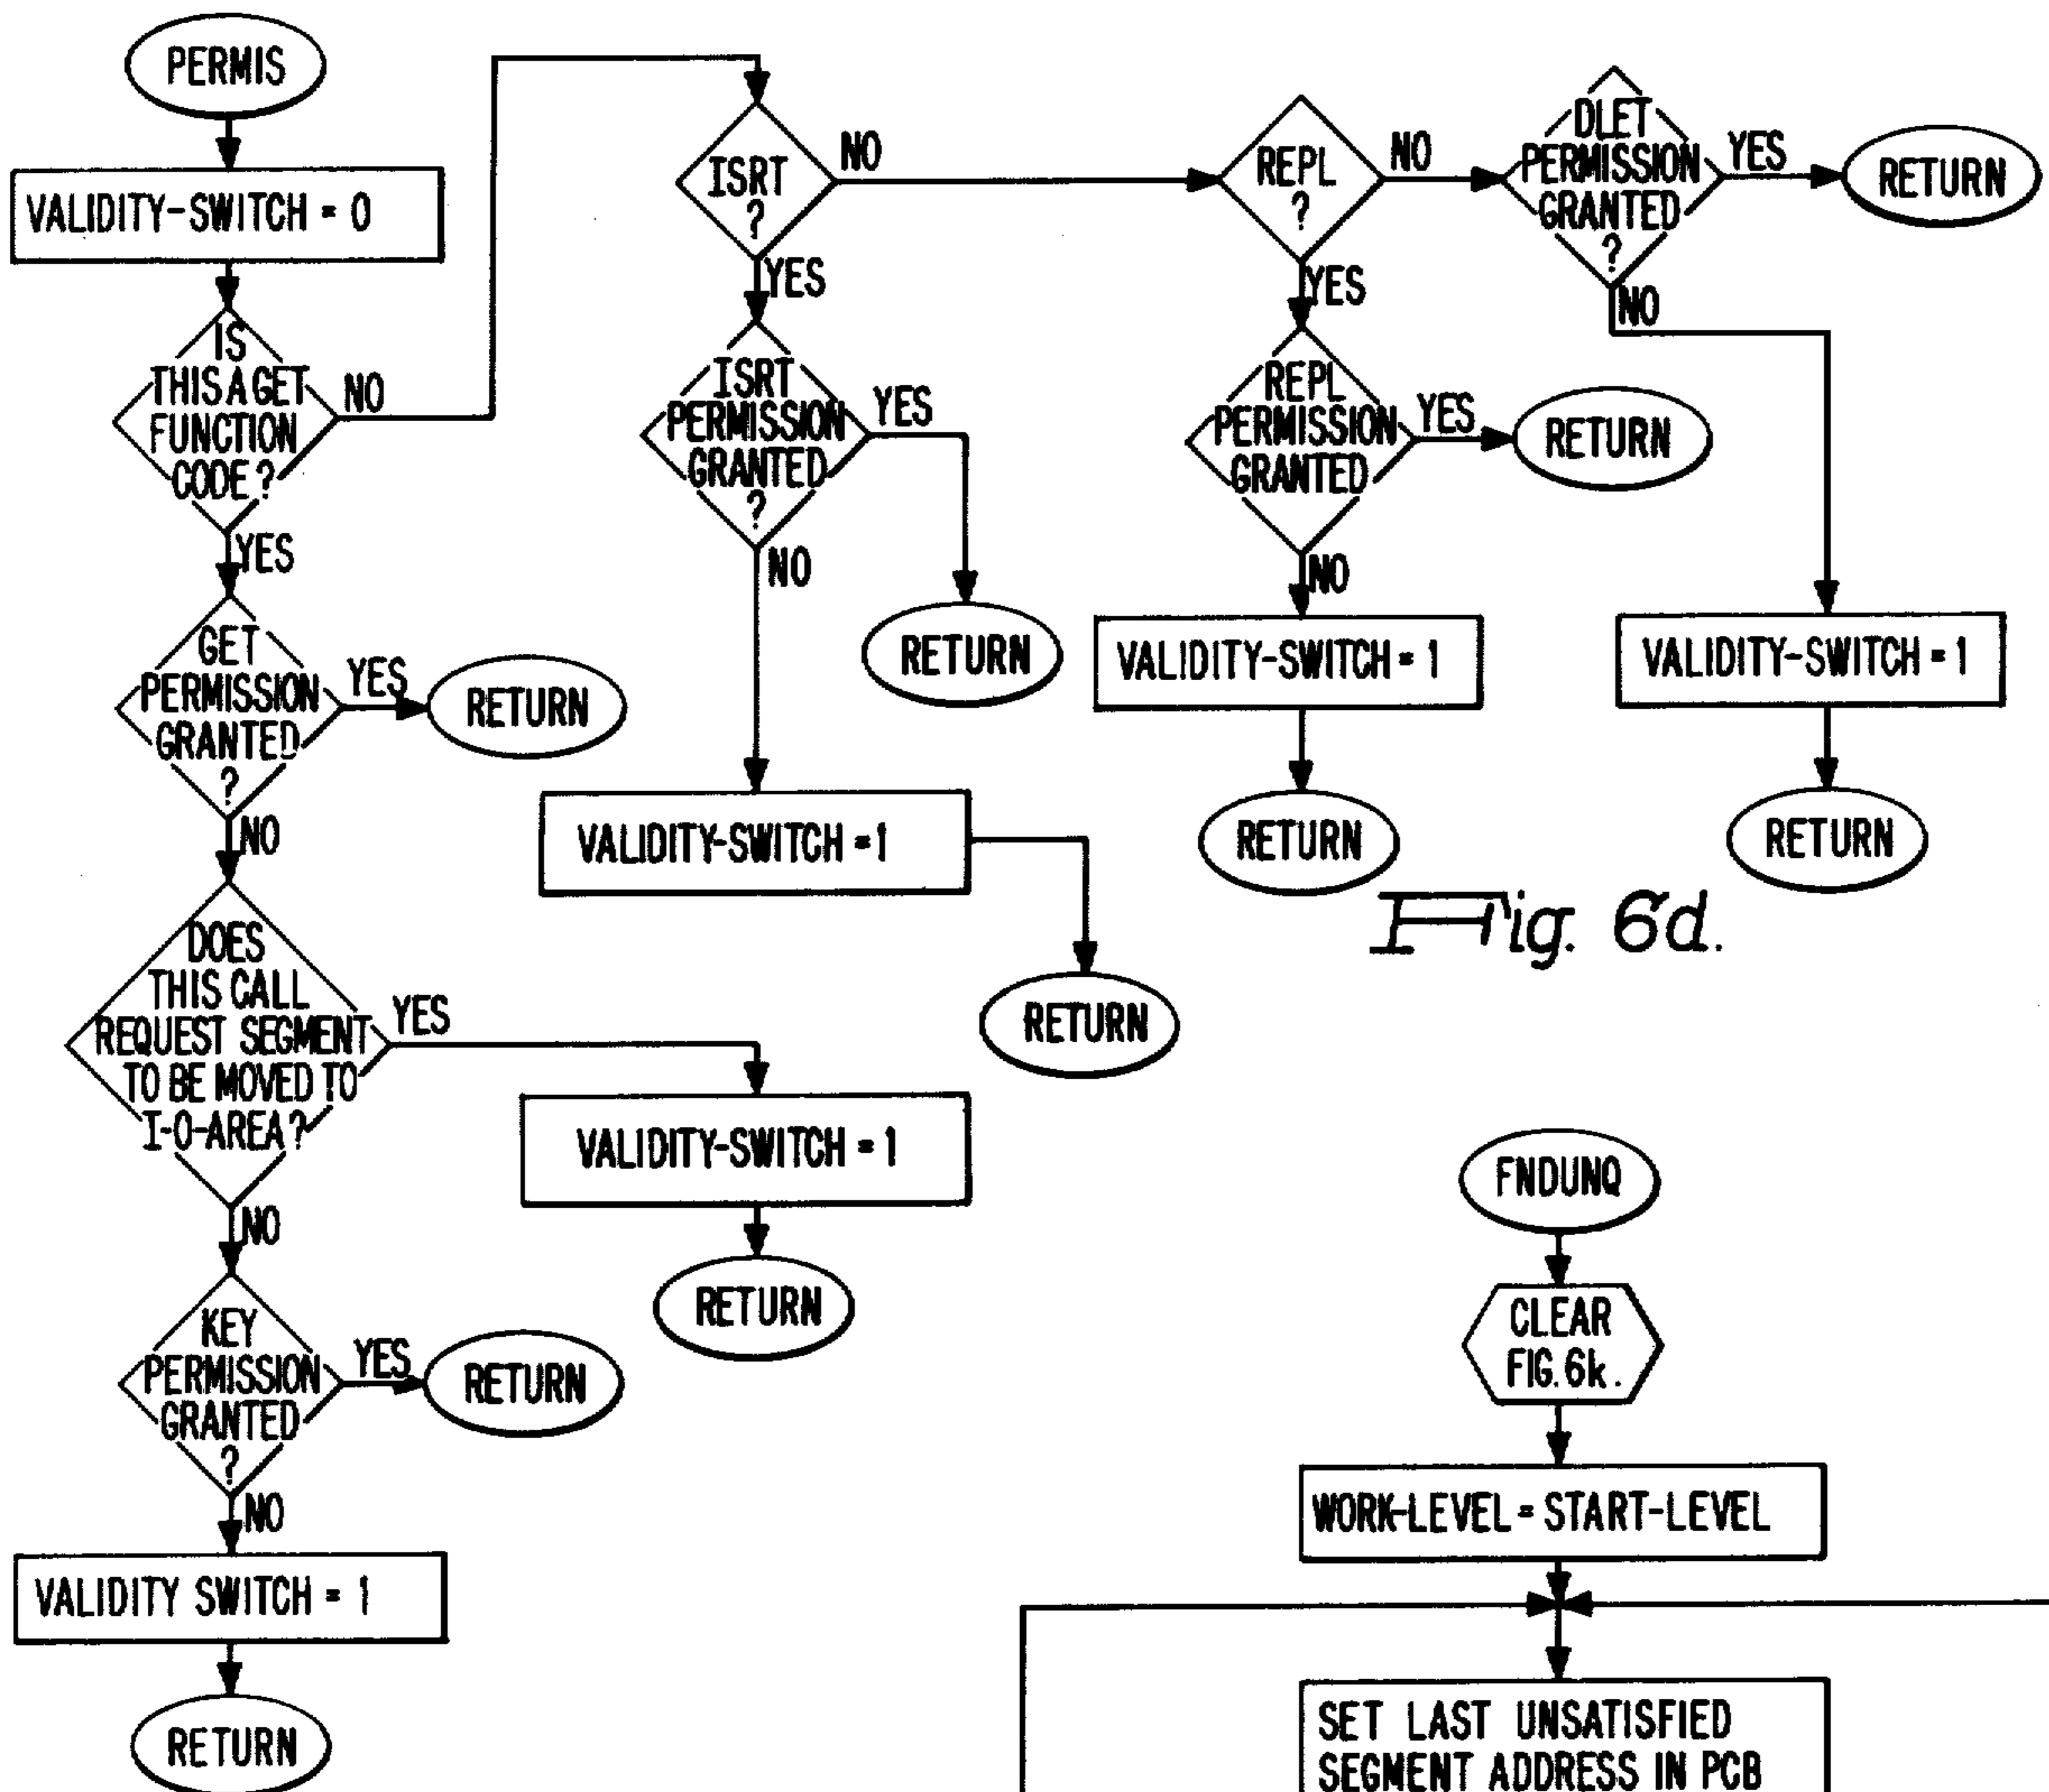 PERMIS
VALIDITY-SWITCH = 0
IS
THIS A GET
FUNCTION
CODE?
NO
YES
GET
PERMISSION
GRANTED
?
YES
RETURN
NO
DOES
THIS CALL
REQUEST SEGMENT
TO BE MOVED TO
I-O-AREA?
YES
VALIDITY-SWITCH = 1
RETURN
NO
KEY
PERMISSION
GRANTED
?
YES
RETURN
NO
VALIDITY SWITCH = 1
RETURN
ISRT
?
NO
YES
ISRT
PERMISSION
GRANTED
?
YES
RETURN
NO
VALIDITY-SWITCH = 1
RETURN
REPL
?
NO
YES
REPL
PERMISSION
GRANTED
YES
RETURN
NO
VALIDITY-SWITCH = 1
RETURN
DLET
PERMISSION
GRANTED
?
YES
RETURN
NO
VALIDITY-SWITCH = 1
RETURN
Fig. 6d.
FNDUNQ
CLEAR
FIG. 6k.
WORK-LEVEL = START-LEVEL
SET LAST UNSATISFIED
SEGMENT ADDRESS IN PCB